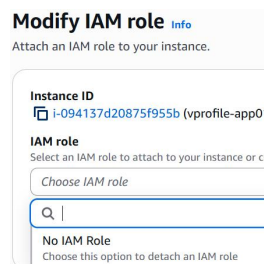 Modify IAM role Info
Attach an IAM role to your instance.
Instance ID
i-094137d20875f955b (vprofile-app0
IAM role
Select an IAM role to attach to your instance or c
Choose IAM role
No IAM Role
Choose this option to detach an IAM role